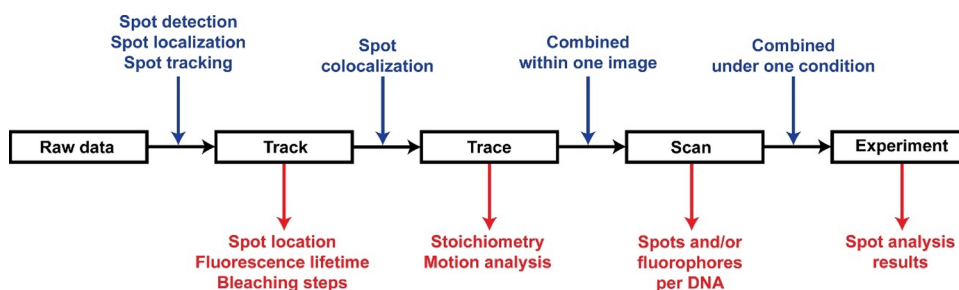 Spot detection
Spot localization
Spot tracking
Spot
colocalization
Combined
within one image
Combined
under one condition
Raw data
Track
Trace
Scan
Experiment
Spot location
Fluorescence lifetime
Bleaching steps
Stoichiometry
Motion analysis
Spots and/or
fluorophores
per DNA
Spot analysis
results